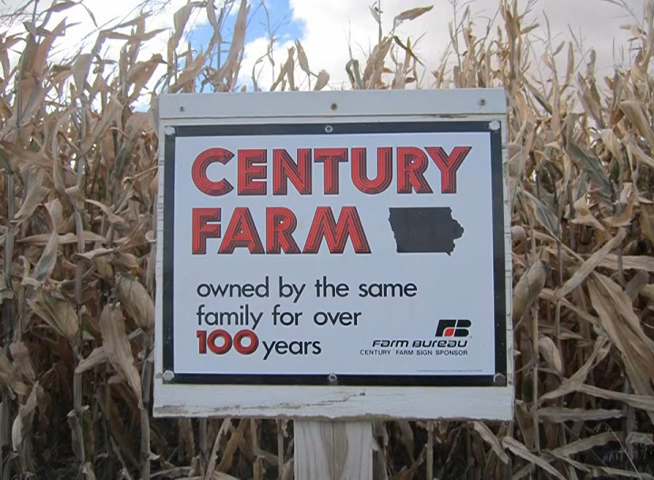 CENTURY
FARM
owned by the same
family for over
100 years
Farm Bureau
CENTURY FARM SIGN SPONSOR